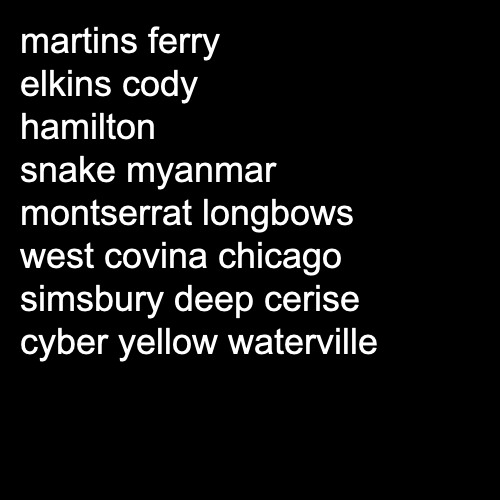 martins ferry
elkins cody
hamilton
snake myanmar
montserrat longbows
west covina chicago
simsbury deep cerise
cyber yellow waterville